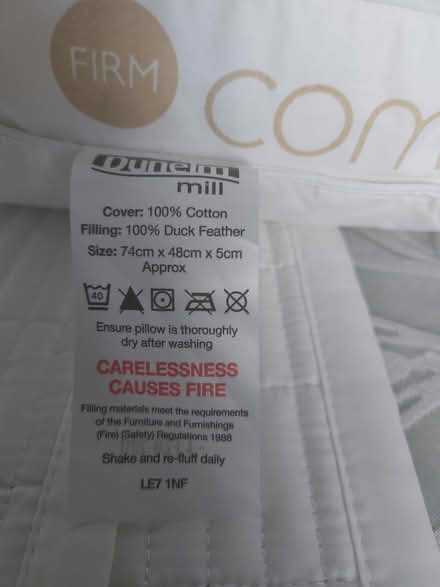 FIRM
com
Dunelm
mill
Cover: 100% Cotton
Filling: 100% Duck Feather
Size: 74cm x 48cm x 5cm
Approx
40
Ensure pillow is thoroughly
dry after washing
CARELESSNESS
CAUSES FIRE
Filling materials meet the requirements
of the Furniture and Furnishings
(Fire) (Safety) Regulations 1988
Shake and re-fluff daily
LE7 1NF